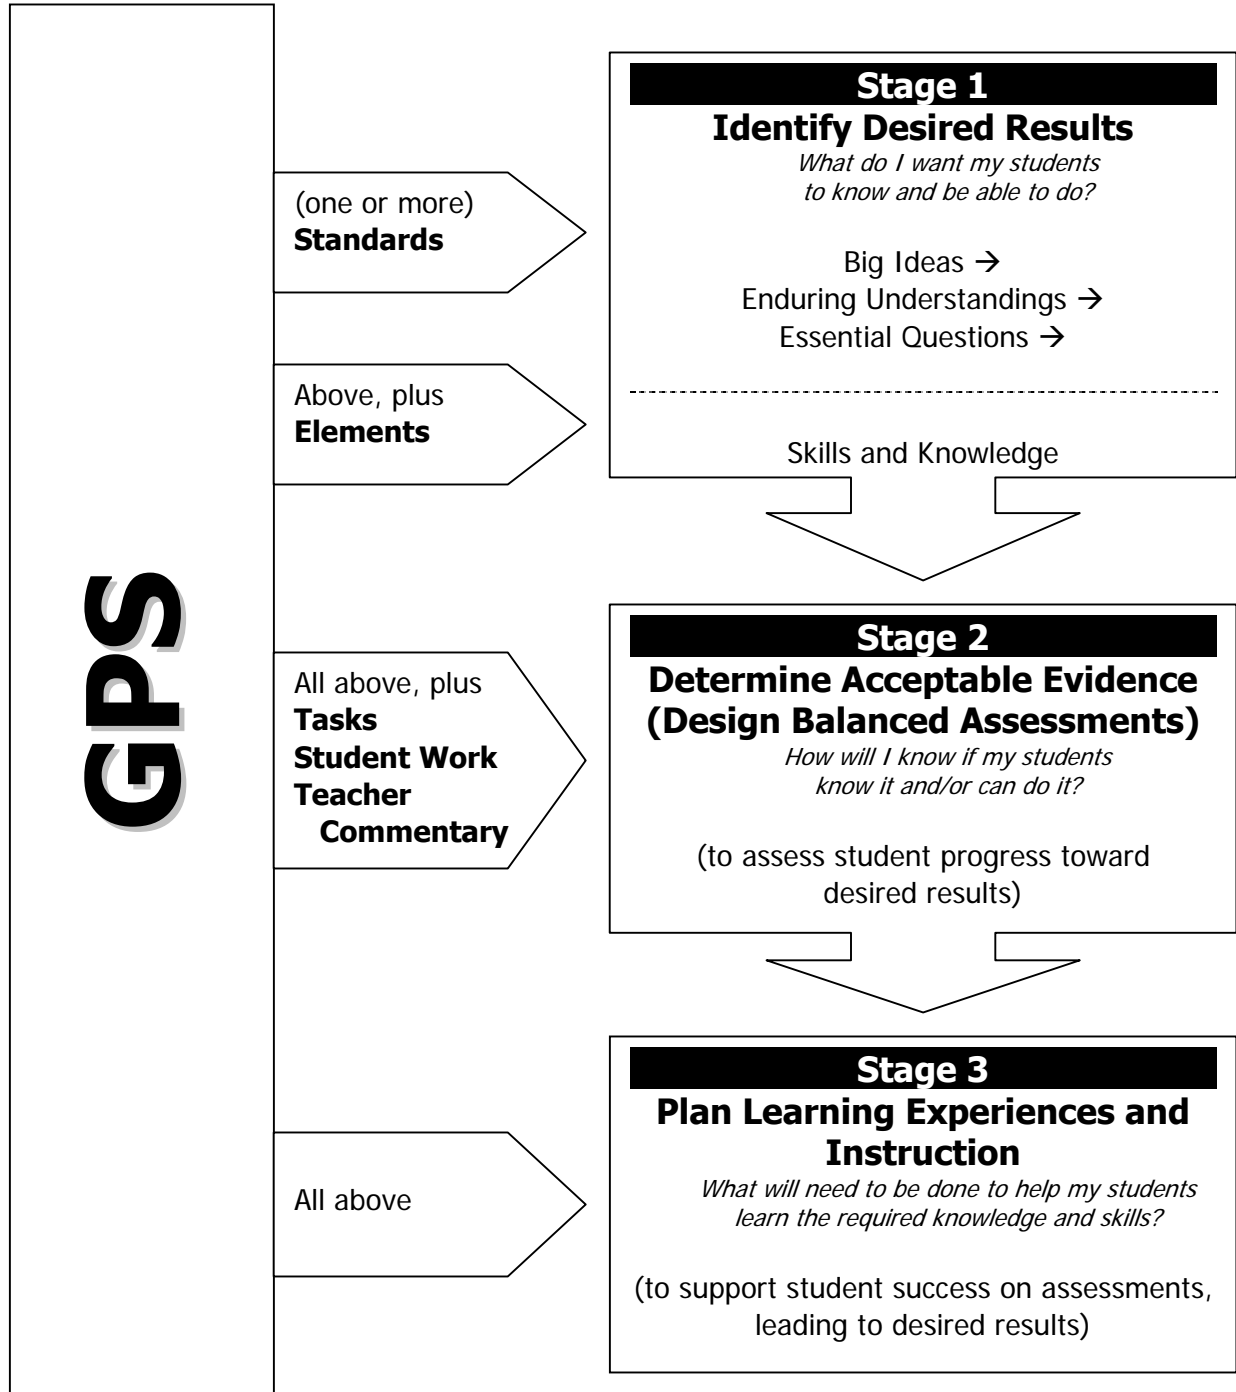 GPS
(one or more)
Standards
Above, plus
Elements
All above, plus
Tasks
Student Work
Teacher
Commentary
All above
Stage 1
Identify Desired Results
What do I want my students
to know and be able to do?
Big Ideas →
Enduring Understandings →
Essential Questions →
Skills and Knowledge
Stage 2
Determine Acceptable Evidence
(Design Balanced Assessments)
How will I know if my students
know it and/or can do it?
(to assess student progress toward
desired results)
Stage 3
Plan Learning Experiences and
Instruction
What will need to be done to help my students
learn the required knowledge and skills?
(to support student success on assessments,
leading to desired results)